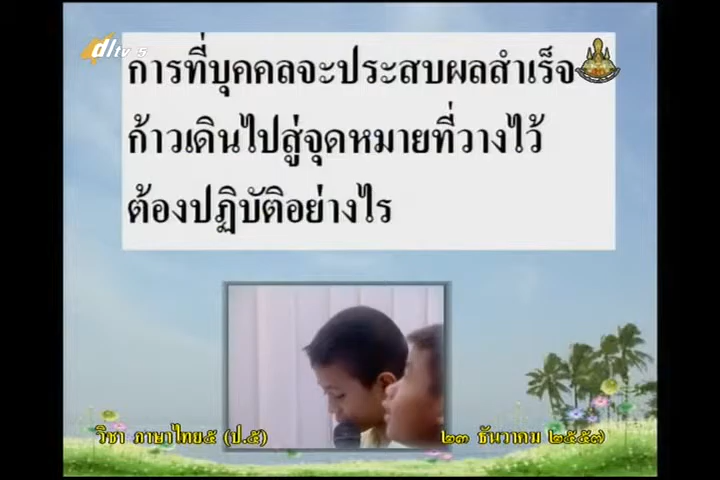 dltv 5
การที่บุคคลจะประสบผลสำเร็จ
ก้าวเดินไปสู่จุดหมายที่วางไว้
ต้องปฏิบัติอย่างไร
วิชา ภาษาไทย๕ (ป.๕)
๒๓ ธันวาคม ๒๕๕๗